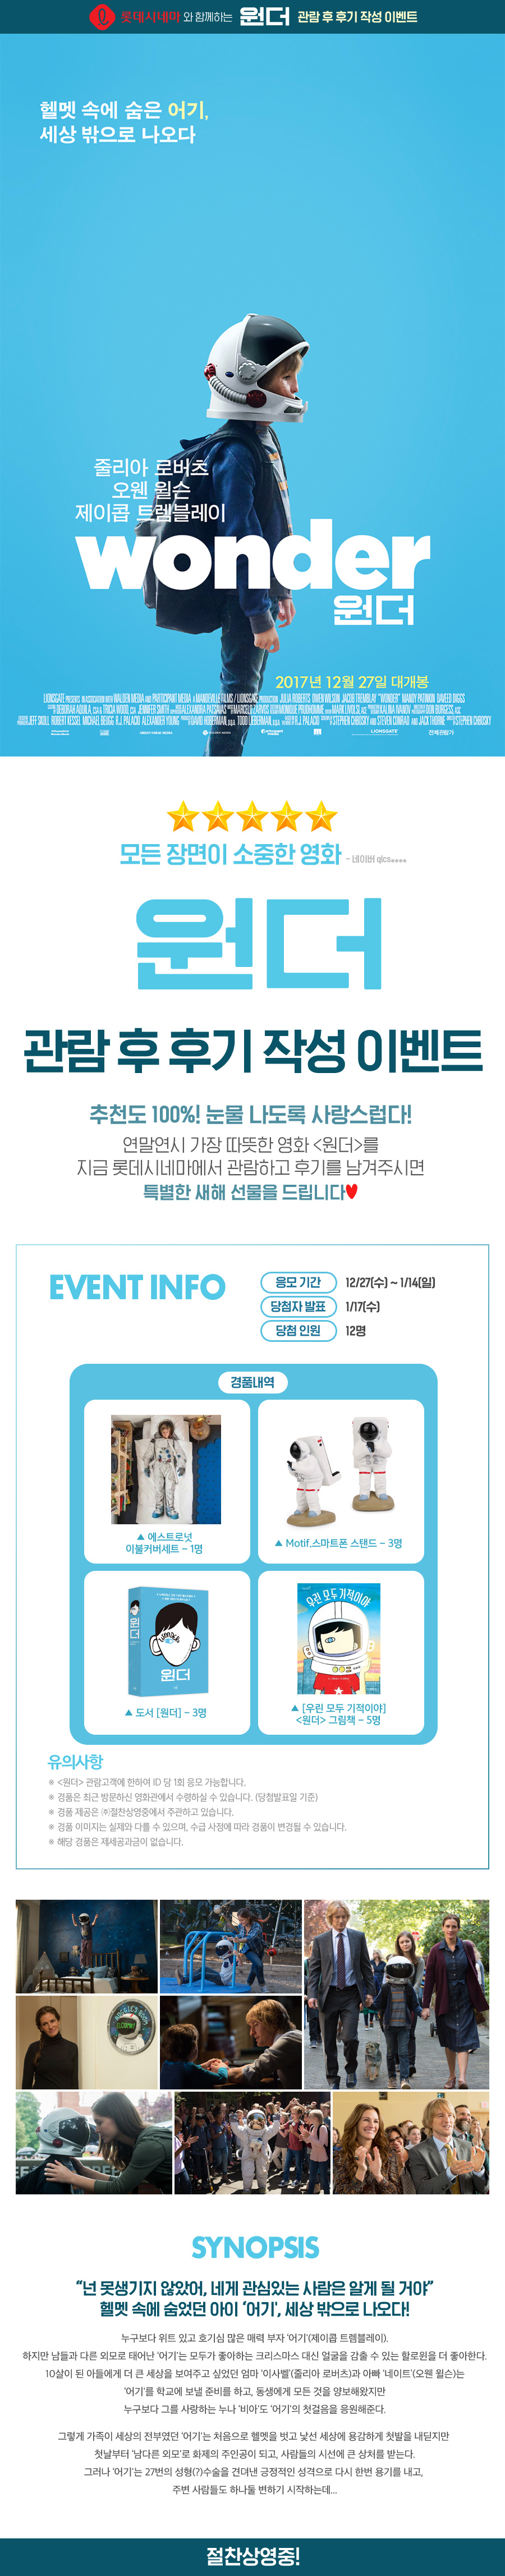 롯데시네마 와 함께하는 원더 관람 후 후기 작성 이벤트
헬멧 속에 숨은 어기,
세상 밖으로 나오다
줄리아 로버츠
오웬 윌슨
제이콥 트렘블레이
wonder
원더
2017년 12월 27일 대개봉
LIONSGATE
전체관람가
모든 장면이 소중한 영화 - 네이버 qlcs****
원더
관람 후 후기 작성 이벤트
추천도 100%! 눈물 나도록 사랑스럽다!
연말연시 가장 따뜻한 영화 <원더>를
지금 롯데시네마에서 관람하고 후기를 남겨주시면
특별한 새해 선물을 드립니다♥
EVENT INFO
응모 기간 12/27(수) ~ 1/14(일)
당첨자 발표 1/17(수)
당첨 인원 12명
경품내역
▲ 에스트로넛
이불커버세트 - 1명
▲ Motif.스마트폰 스탠드 - 3명
원더
원더
우린 모두 기적이야
▲ 도서 [원더] - 3명
▲ [우린 모두 기적이야]
<원더> 그림책 - 5명
유의사항
※ <원더> 관람고객에 한하여 ID 당 1회 응모 가능합니다.
※ 경품은 최근 방문하신 영화관에서 수령하실 수 있습니다. (당첨발표일 기준)
※ 경품 제공은 ㈜절찬상영중에서 주관하고 있습니다.
※ 경품 이미지는 실제와 다를 수 있으며, 수급 사정에 따라 경품이 변경될 수 있습니다.
※ 해당 경품은 제세공과금이 없습니다.
SYNOPSIS
“넌 못생기지 않았어, 네게 관심있는 사람은 알게 될 거야”
헬멧 속에 숨었던 아이 ‘어기’, 세상 밖으로 나오다!
누구보다 위트 있고 호기심 많은 매력 부자 ‘어기’(제이콥 트렘블레이).
하지만 남들과 다른 외모로 태어난 ‘어기’는 모두가 좋아하는 크리스마스 대신 얼굴을 감출 수 있는 할로윈을 더 좋아한다.
10살이 된 아들에게 더 큰 세상을 보여주고 싶었던 엄마 ‘이사벨’(줄리아 로버츠)과 아빠 ‘네이트’(오웬 윌슨)는
‘어기’를 학교에 보낼 준비를 하고, 동생에게 모든 것을 양보해왔지만
누구보다 그를 사랑하는 누나 ‘비아’도 ‘어기’의 첫걸음을 응원해준다.
그렇게 가족이 세상의 전부였던 ‘어기’는 처음으로 헬멧을 벗고 낯선 세상에 용감하게 첫발을 내딛지만
첫날부터 ‘남다른 외모’로 화제의 주인공이 되고, 사람들의 시선에 큰 상처를 받는다.
그러나 ‘어기’는 27번의 성형(?)수술을 견뎌낸 긍정적인 성격으로 다시 한번 용기를 내고,
주변 사람들도 하나둘 변하기 시작하는데...
절찬상영중!